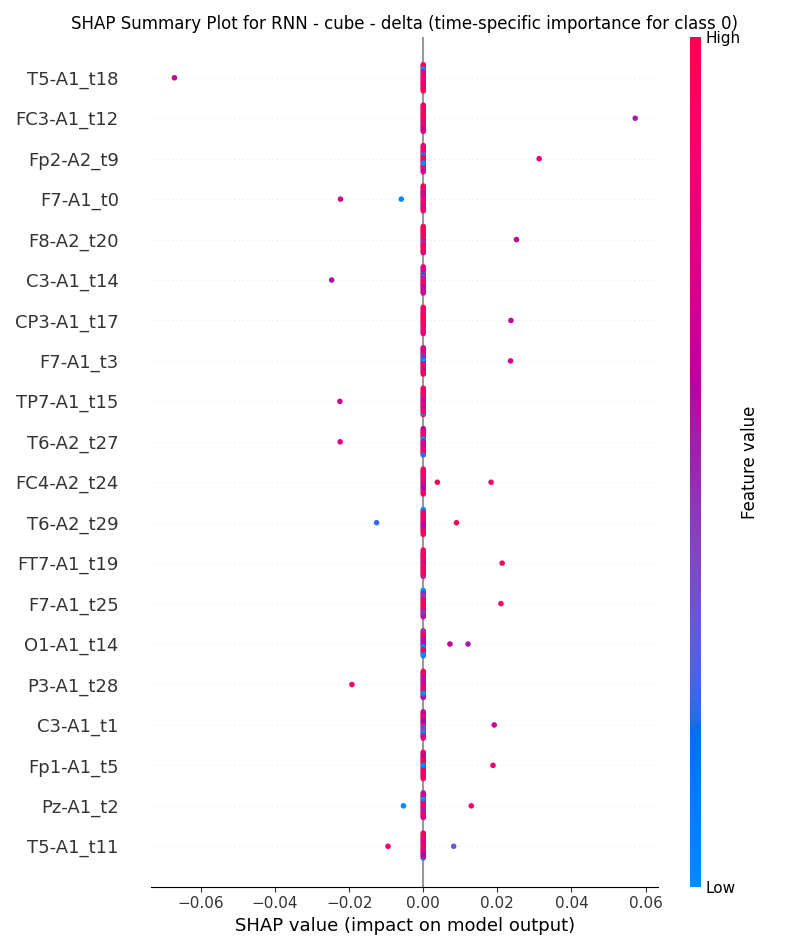 SHAP Summary Plot for RNN - cube - delta (time-specific importance for class 0)
High
T5-A1_t18
FC3-A1_t12
Fp2-A2_t9
F7-A1_t0
F8-A2_t20
C3-A1_t14
CP3-A1_t17
F7-A1_t3
TP7-A1_t15
T6-A2_t27
FC4-A2_t24
T6-A2_t29
FT7-A1_t19
F7-A1_t25
O1-A1_t14
P3-A1_t28
C3-A1_t1
Fp1-A1_t5
Pz-A1_t2
T5-A1_t11
Feature value
Low
−0.06 −0.04 −0.02 0.00 0.02 0.04 0.06
SHAP value (impact on model output)